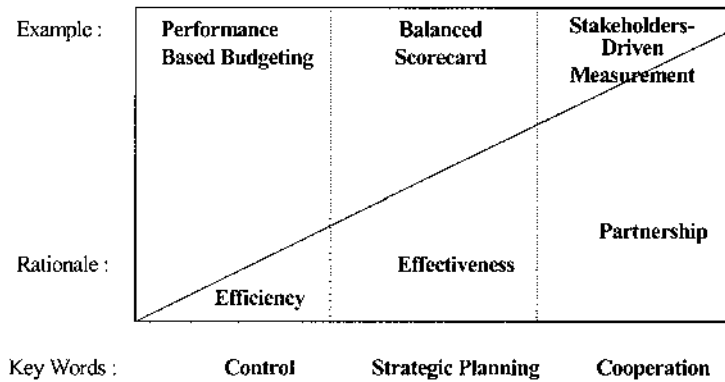 Example : Performance Based Budgeting Balanced Scorecard Stakeholders-Driven Measurement
Rationale : Efficiency Effectiveness Partnership
Key Words : Control Strategic Planning Cooperation